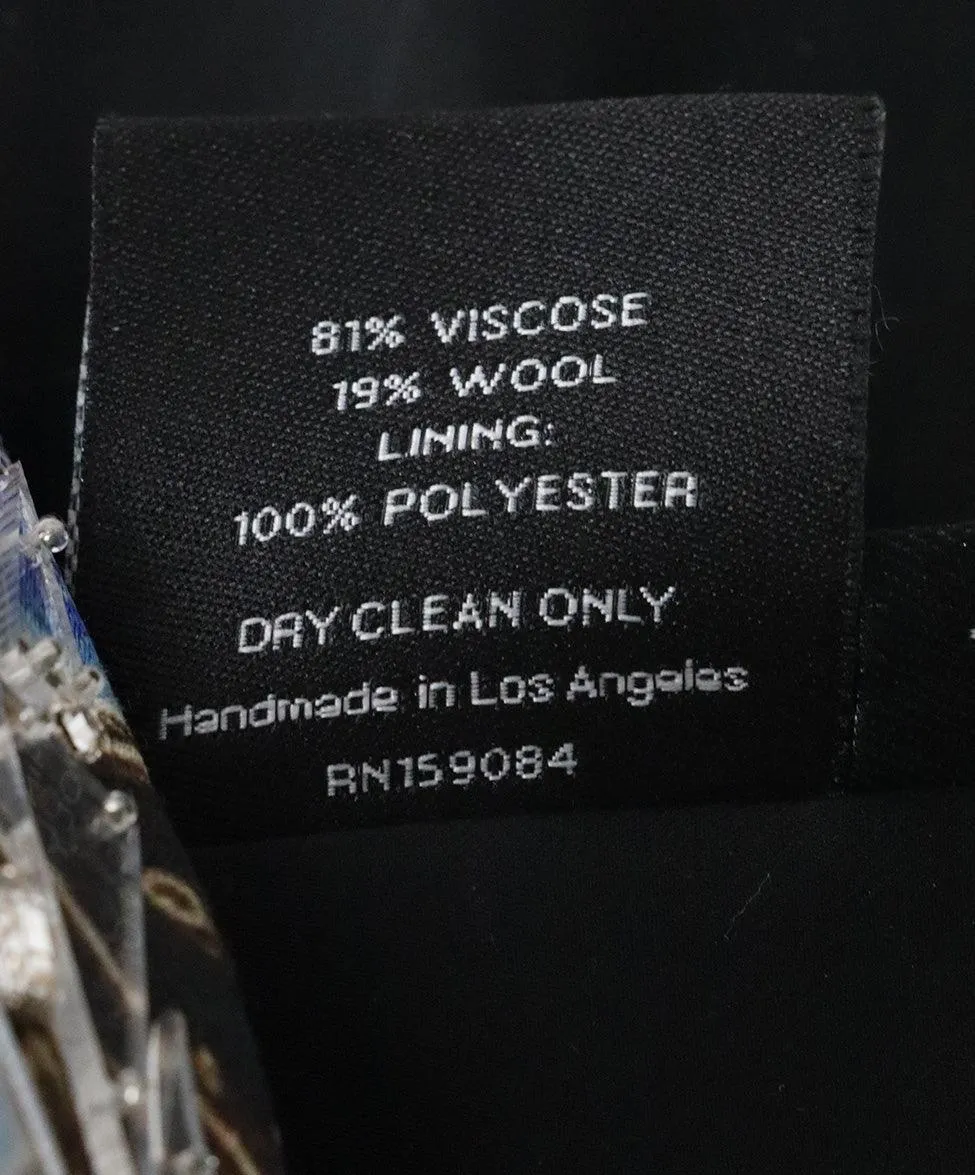 81% VISCOSE
19% WOOL
LINING:
100% POLYESTER
DRY CLEAN ONLY
Handmade in Los Angeles
RN159084